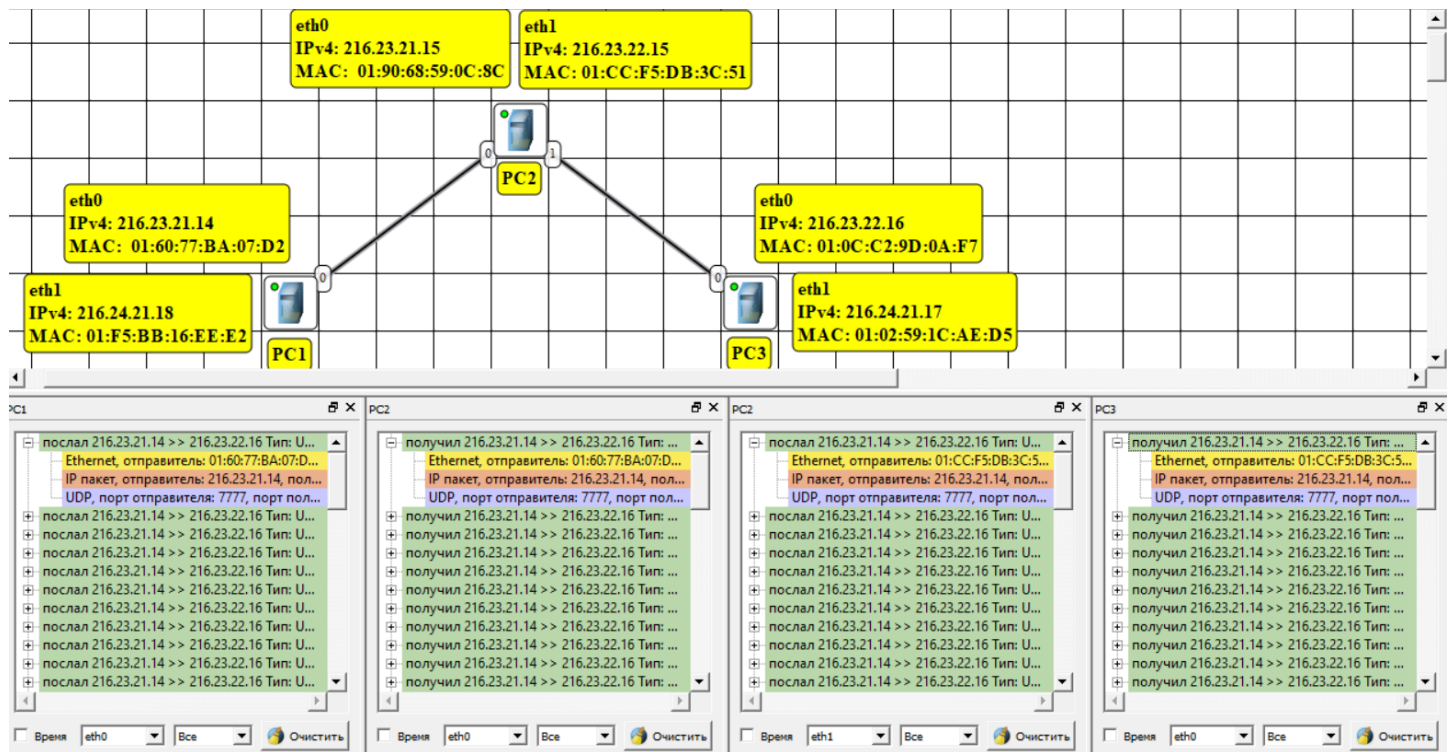 eth0
IPv4: 216.23.21.15
MAC: 01:90:68:59:0C:8C
eth1
IPv4: 216.23.22.15
MAC: 01:CC:F5:DB:3C:51
0
1
PC2
eth0
IPv4: 216.23.21.14
MAC: 01:60:77:BA:07:D2
eth0
IPv4: 216.23.22.16
MAC: 01:0C:C2:9D:0A:F7
0
0
eth1
IPv4: 216.24.21.18
MAC: 01:F5:BB:16:EE:E2
eth1
IPv4: 216.24.21.17
MAC: 01:02:59:1C:AE:D5
PC1
PC3
PC1
послал 216.23.21.14 >> 216.23.22.16 Тип: U...
Ethernet, отправитель: 01:60:77:BA:07:D...
IP пакет, отправитель: 216.23.21.14, пол...
UDP, порт отправителя: 7777, порт пол...
послал 216.23.21.14 >> 216.23.22.16 Тип: U...
послал 216.23.21.14 >> 216.23.22.16 Тип: U...
послал 216.23.21.14 >> 216.23.22.16 Тип: U...
послал 216.23.21.14 >> 216.23.22.16 Тип: U...
послал 216.23.21.14 >> 216.23.22.16 Тип: U...
послал 216.23.21.14 >> 216.23.22.16 Тип: U...
послал 216.23.21.14 >> 216.23.22.16 Тип: U...
послал 216.23.21.14 >> 216.23.22.16 Тип: U...
послал 216.23.21.14 >> 216.23.22.16 Тип: U...
послал 216.23.21.14 >> 216.23.22.16 Тип: U...
Время eth0 Все Очистить
PC2
получил 216.23.21.14 >> 216.23.22.16 Тип: ...
Ethernet, отправитель: 01:60:77:BA:07:D...
IP пакет, отправитель: 216.23.21.14, пол...
UDP, порт отправителя: 7777, порт пол...
получил 216.23.21.14 >> 216.23.22.16 Тип: ...
получил 216.23.21.14 >> 216.23.22.16 Тип: ...
получил 216.23.21.14 >> 216.23.22.16 Тип: ...
получил 216.23.21.14 >> 216.23.22.16 Тип: ...
получил 216.23.21.14 >> 216.23.22.16 Тип: ...
получил 216.23.21.14 >> 216.23.22.16 Тип: ...
получил 216.23.21.14 >> 216.23.22.16 Тип: ...
получил 216.23.21.14 >> 216.23.22.16 Тип: ...
получил 216.23.21.14 >> 216.23.22.16 Тип: ...
получил 216.23.21.14 >> 216.23.22.16 Тип: ...
Время eth0 Все Очистить
PC2
послал 216.23.21.14 >> 216.23.22.16 Тип: U...
Ethernet, отправитель: 01:CC:F5:DB:3C:5...
IP пакет, отправитель: 216.23.21.14, пол...
UDP, порт отправителя: 7777, порт пол...
послал 216.23.21.14 >> 216.23.22.16 Тип: U...
послал 216.23.21.14 >> 216.23.22.16 Тип: U...
послал 216.23.21.14 >> 216.23.22.16 Тип: U...
послал 216.23.21.14 >> 216.23.22.16 Тип: U...
послал 216.23.21.14 >> 216.23.22.16 Тип: U...
послал 216.23.21.14 >> 216.23.22.16 Тип: U...
послал 216.23.21.14 >> 216.23.22.16 Тип: U...
послал 216.23.21.14 >> 216.23.22.16 Тип: U...
послал 216.23.21.14 >> 216.23.22.16 Тип: U...
послал 216.23.21.14 >> 216.23.22.16 Тип: U...
Время eth1 Все Очистить
PC3
получил 216.23.21.14 >> 216.23.22.16 Тип: ...
Ethernet, отправитель: 01:CC:F5:DB:3C:5...
IP пакет, отправитель: 216.23.21.14, пол...
UDP, порт отправителя: 7777, порт пол...
получил 216.23.21.14 >> 216.23.22.16 Тип: ...
получил 216.23.21.14 >> 216.23.22.16 Тип: ...
получил 216.23.21.14 >> 216.23.22.16 Тип: ...
получил 216.23.21.14 >> 216.23.22.16 Тип: ...
получил 216.23.21.14 >> 216.23.22.16 Тип: ...
получил 216.23.21.14 >> 216.23.22.16 Тип: ...
получил 216.23.21.14 >> 216.23.22.16 Тип: ...
получил 216.23.21.14 >> 216.23.22.16 Тип: ...
получил 216.23.21.14 >> 216.23.22.16 Тип: ...
получил 216.23.21.14 >> 216.23.22.16 Тип: ...
Время eth0 Все Очистить